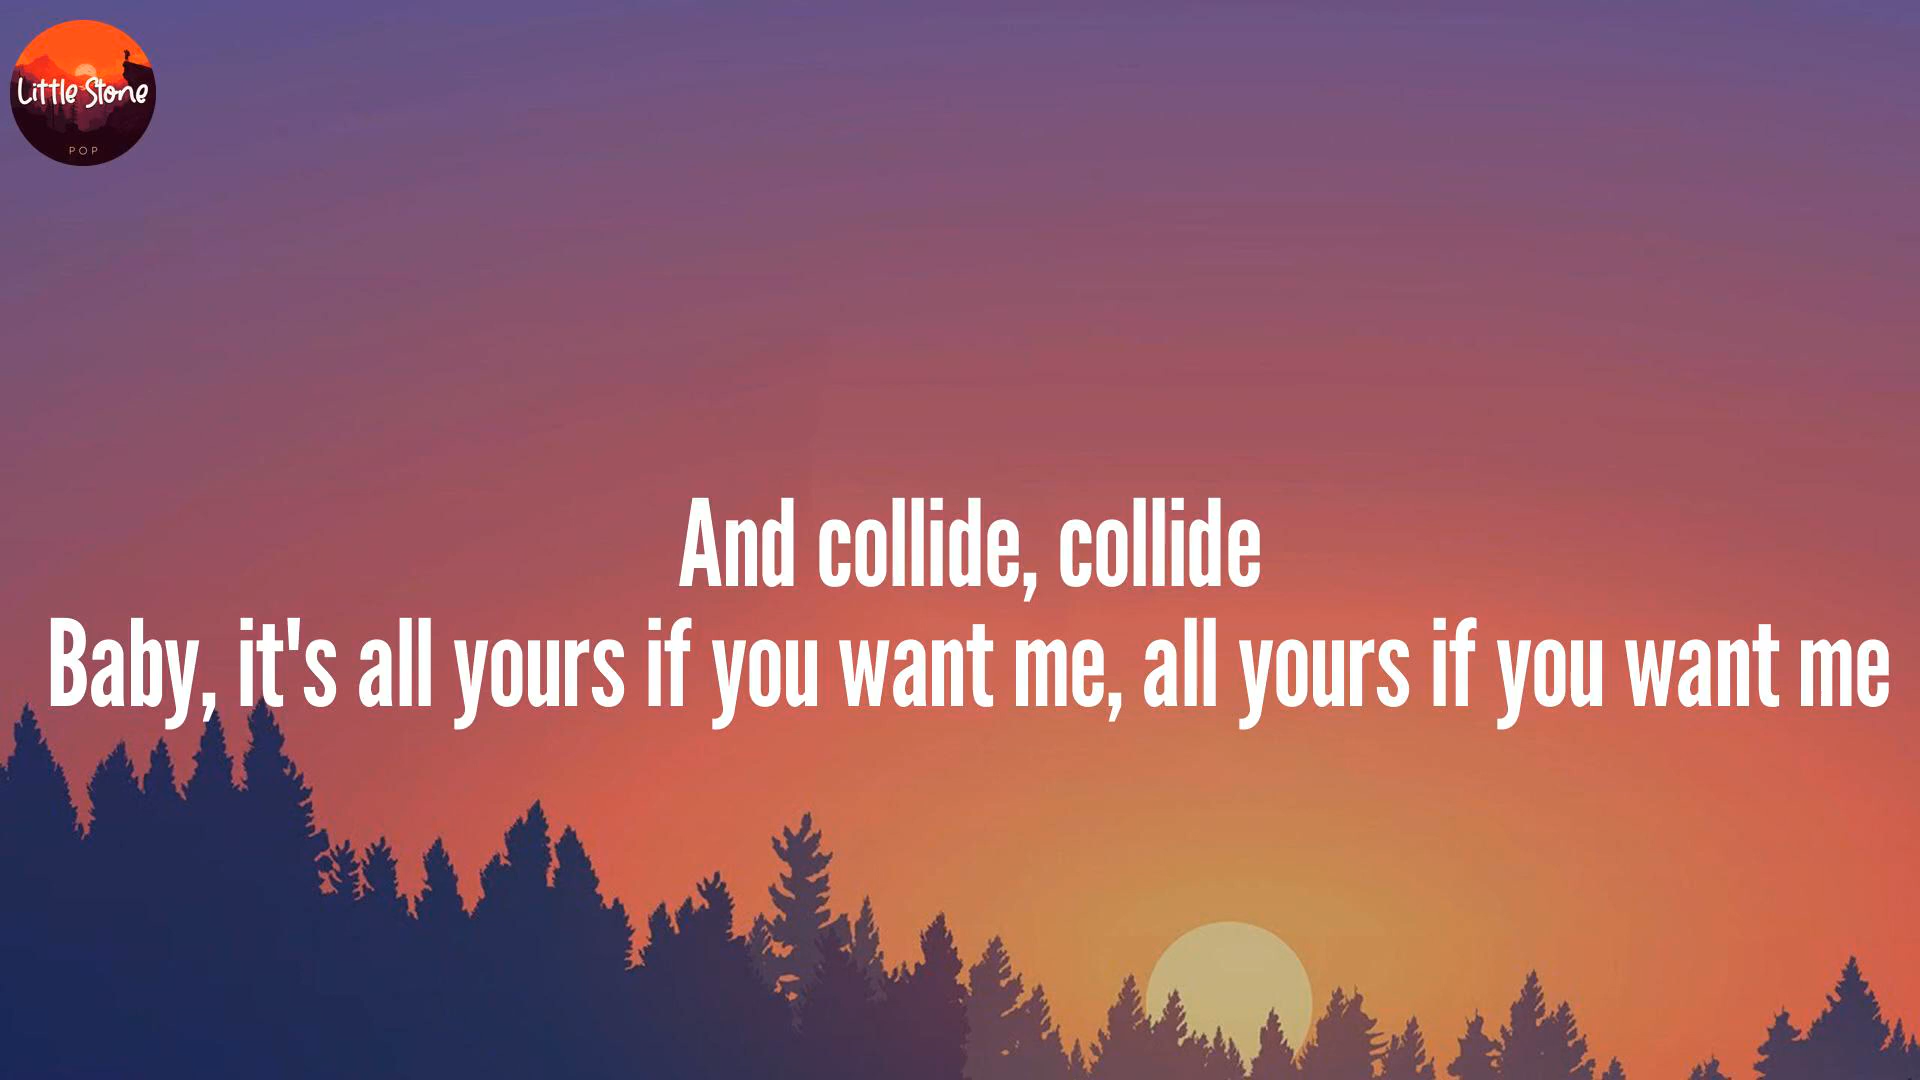 Little Stone
POP
And collide, collide
Baby, it's all yours if you want me, all yours if you want me